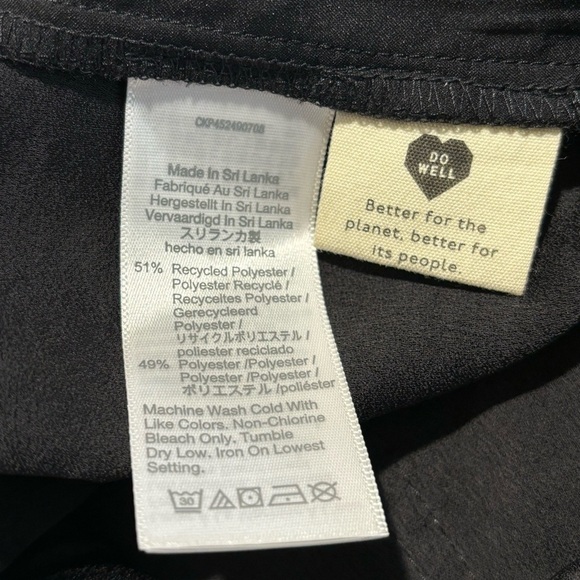 CKP452490708
Made In Sri Lanka
Fabriqué Au Sri Lanka
Hergestellt In Sri Lanka
Vervaardigd In Sri Lanka
スリランカ製
hecho en sri lanka
51% Recycled Polyester /
Polyester Recyclé /
Recyceltes Polyester /
Gerecycleerd
Polyester /
リサイクルポリエステル /
poliester reciclado
49% Polyester /Polyester /
Polyester /Polyester /
ポリエステル /poliéster
Machine Wash Cold With
Like Colors. Non-Chlorine
Bleach Only. Tumble
Dry Low. Iron On Lowest
Setting.
30
DO
WELL
Better for the
planet, better for
its people.